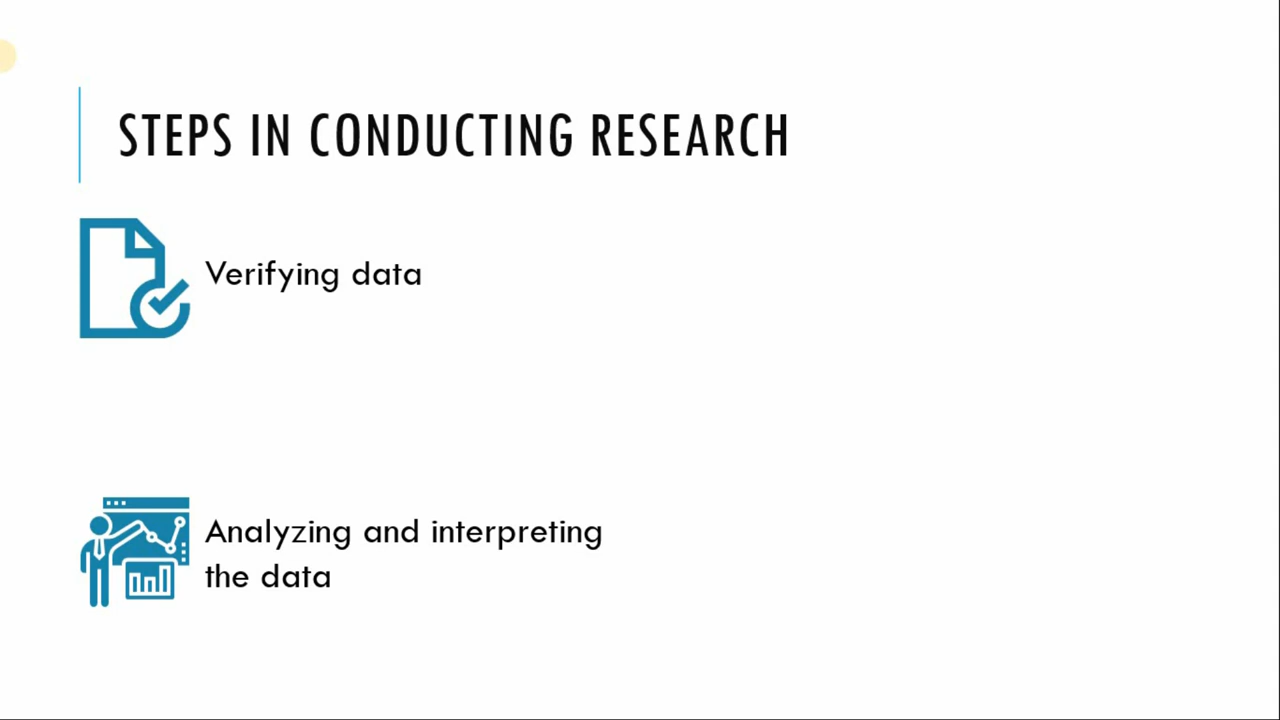 STEPS IN CONDUCTING RESEARCH
Verifying data
Analyzing and interpreting
the data